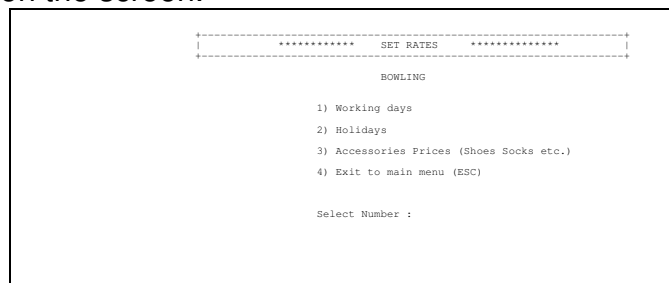 on the screen.
+-----------------------------------------------------------------+
| ************ SET RATES ************** |
+-----------------------------------------------------------------+
BOWLING
1) Working days
2) Holidays
3) Accessories Prices (Shoes Socks etc.)
4) Exit to main menu (ESC)
Select Number :